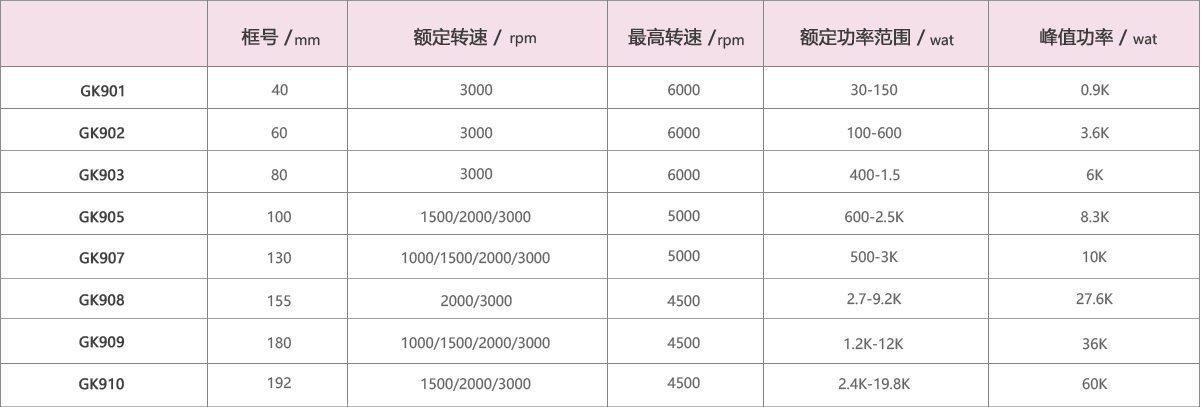 框号 /mm 额定转速 / rpm 最高转速 /rpm 额定功率范围 / wat 峰值功率 / wat
GK901 40 3000 6000 30-150 0.9K
GK902 60 3000 6000 100-600 3.6K
GK903 80 3000 6000 400-1.5 6K
GK905 100 1500/2000/3000 5000 600-2.5K 8.3K
GK907 130 1000/1500/2000/3000 5000 500-3K 10K
GK908 155 2000/3000 4500 2.7-9.2K 27.6K
GK909 180 1000/1500/2000/3000 4500 1.2K-12K 36K
GK910 192 1500/2000/3000 4500 2.4K-19.8K 60K